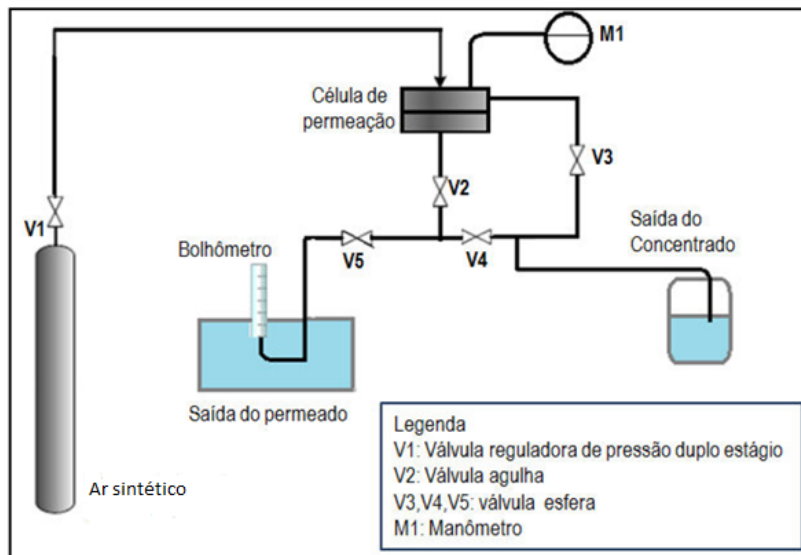 M1
Célula de
permeação
V3
V2
V1
Saída do
Concentrado
Bolhômetro
V5
V4
Saída do permeado
Ar sintético
Legenda
V1: Válvula reguladora de pressão duplo estágio
V2: Válvula agulha
V3,V4,V5: válvula esfera
M1: Manômetro